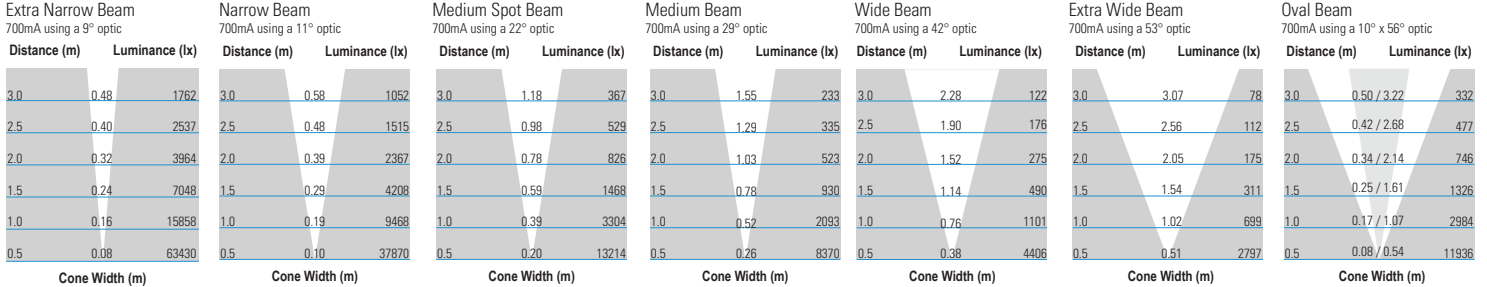 Extra Narrow Beam
700mA using a 9° optic
Distance (m) Luminance (lx)
3.0 0.48 1762
2.5 0.40 2537
2.0 0.32 3964
1.5 0.24 7048
1.0 0.16 15858
0.5 0.08 63430
Cone Width (m)
Narrow Beam
700mA using a 11° optic
Distance (m) Luminance (lx)
3.0 0.58 1052
2.5 0.48 1515
2.0 0.39 2367
1.5 0.29 4208
1.0 0.19 9468
0.5 0.10 37870
Cone Width (m)
Medium Spot Beam
700mA using a 22° optic
Distance (m) Luminance (lx)
3.0 1.18 367
2.5 0.98 529
2.0 0.78 826
1.5 0.59 1468
1.0 0.39 3304
0.5 0.20 13214
Cone Width (m)
Medium Beam
700mA using a 29° optic
Distance (m) Luminance (lx)
3.0 1.55 233
2.5 1.29 335
2.0 1.03 523
1.5 0.78 930
1.0 0.52 2093
0.5 0.26 8370
Cone Width (m)
Wide Beam
700mA using a 42° optic
Distance (m) Luminance (lx)
3.0 2.28 122
2.5 1.90 176
2.0 1.52 275
1.5 1.14 490
1.0 0.76 1101
0.5 0.38 4406
Cone Width (m)
Extra Wide Beam
700mA using a 53° optic
Distance (m) Luminance (lx)
3.0 3.07 78
2.5 2.56 112
2.0 2.05 175
1.5 1.54 311
1.0 1.02 699
0.5 0.51 2797
Cone Width (m)
Oval Beam
700mA using a 10° x 56° optic
Distance (m) Luminance (lx)
3.0 0.50 / 3.22 332
2.5 0.42 / 2.68 477
2.0 0.34 / 2.14 746
1.5 0.25 / 1.61 1326
1.0 0.17 / 1.07 2984
0.5 0.08 / 0.54 11936
Cone Width (m)